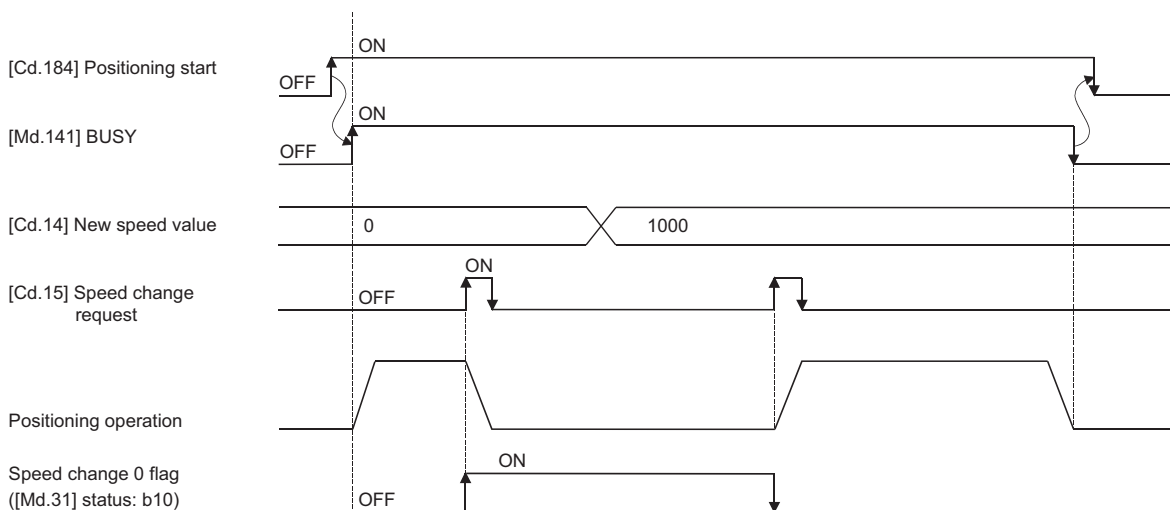 ON
[Cd.184] Positioning start
OFF
ON
[Md.141] BUSY
OFF
[Cd.14] New speed value
0
1000
ON
[Cd.15] Speed change
request
OFF
Positioning operation
Speed change 0 flag
([Md.31] status: b10)
ON
OFF